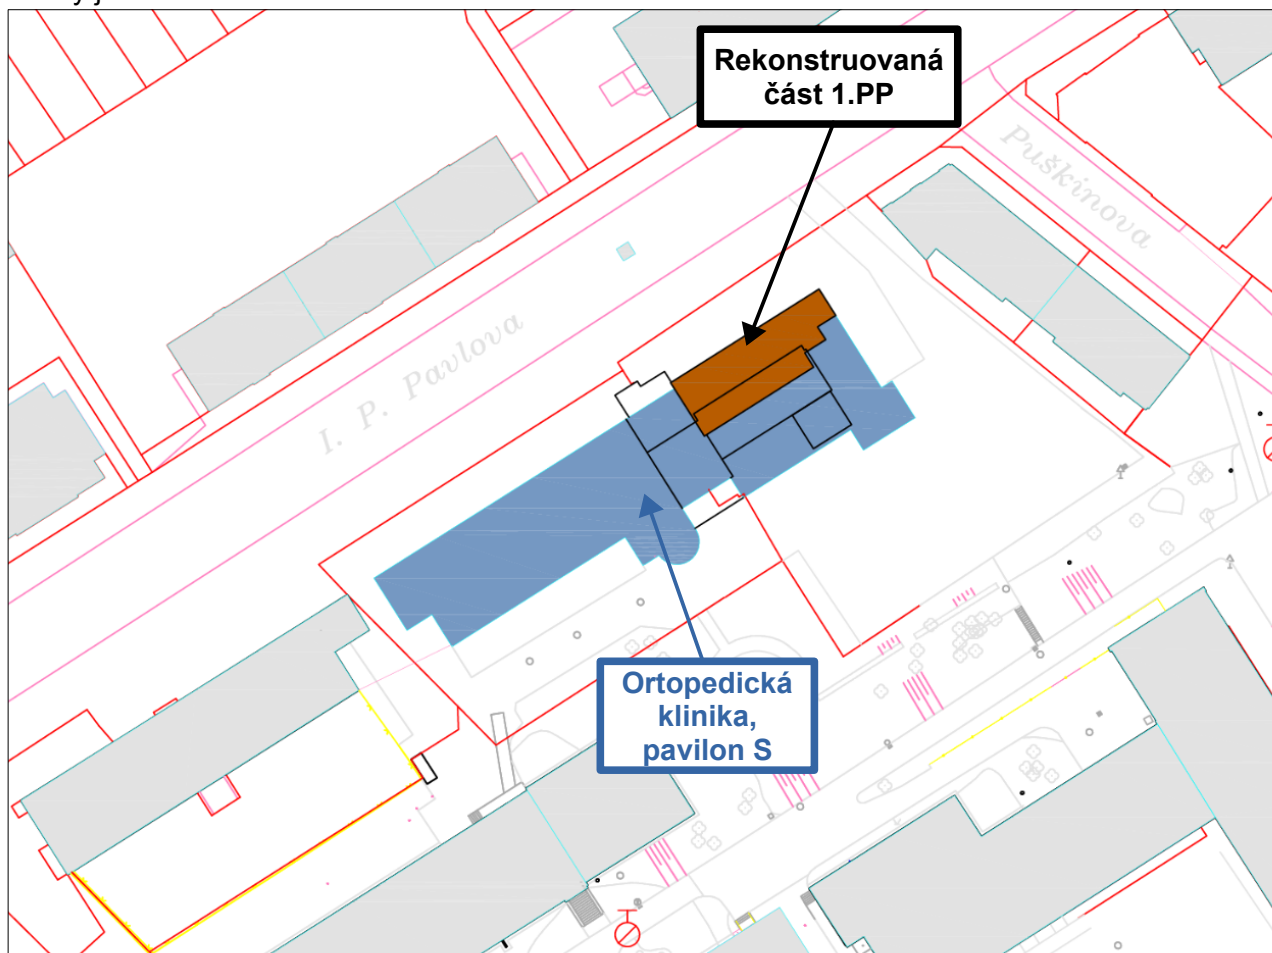 Rekonstruovaná
část 1.PP
Puškinova
I. P. Pavlova
Ortopedická
klinika,
pavilon S